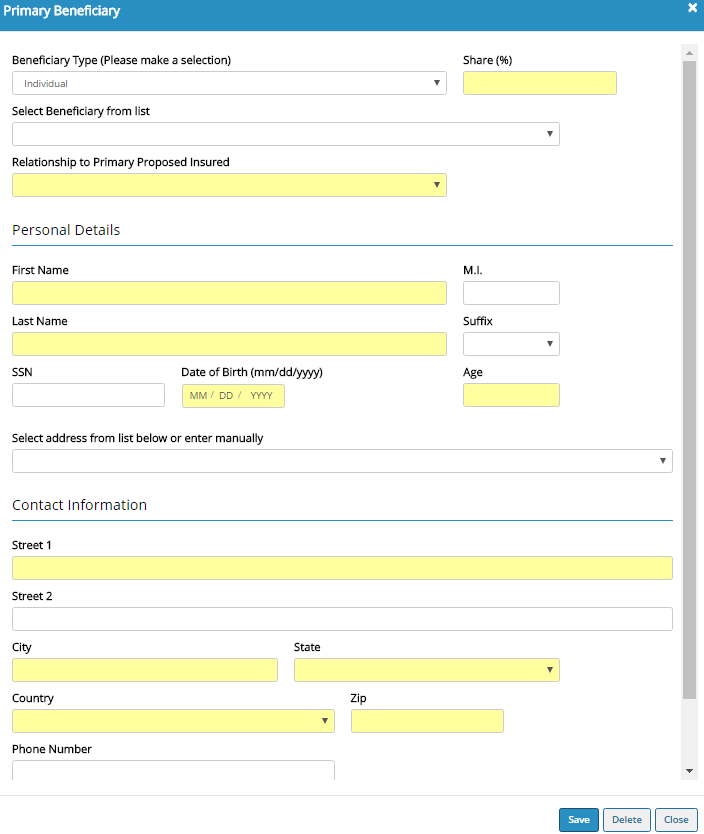 Primary Beneficiary ×
Beneficiary Type (Please make a selection) Share (%)
Individual
Select Beneficiary from list
Relationship to Primary Proposed Insured
Personal Details
First Name M.I.
Last Name Suffix
SSN Date of Birth (mm/dd/yyyy) Age
MM / DD / YYYY
Select address from list below or enter manually
Contact Information
Street 1
Street 2
City State
Country Zip
Phone Number
Save Delete Close